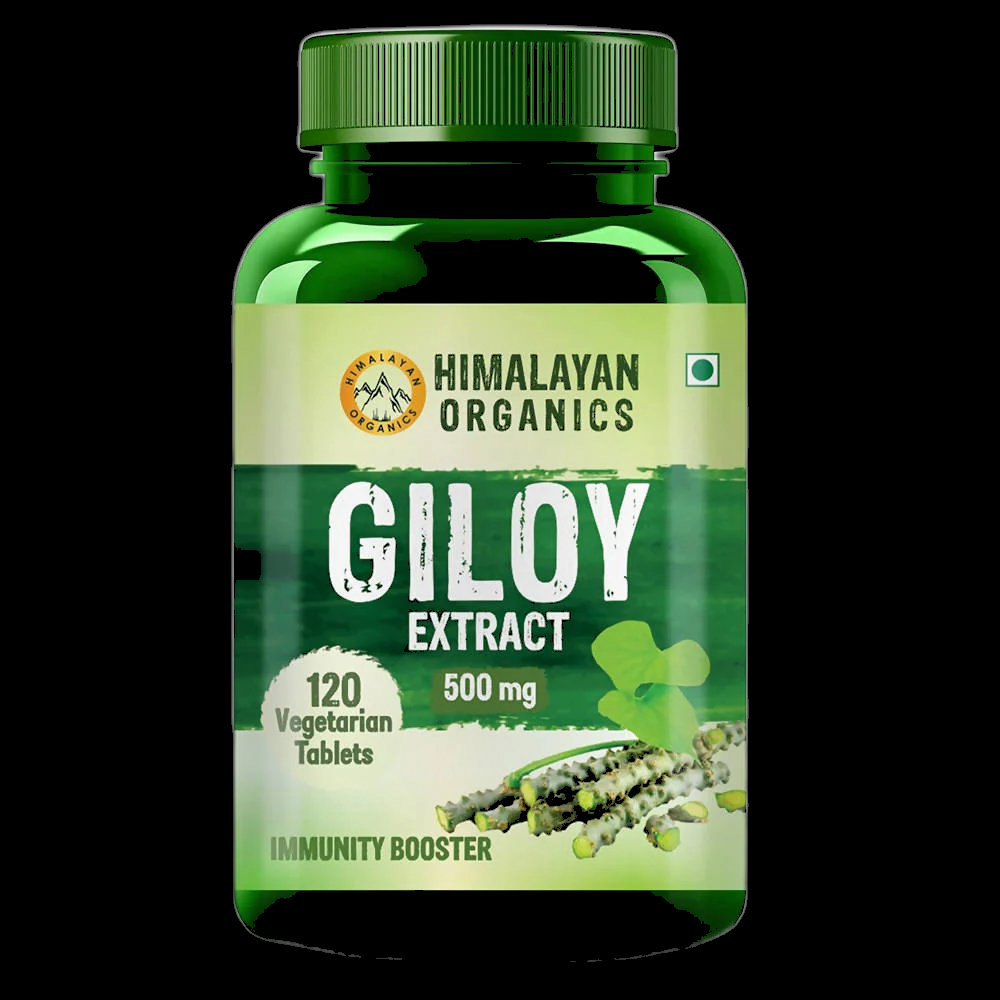 HIMALAYAN
ORGANICS
HIMALAYAN
ORGANICS
GILOY
EXTRACT
500 mg
120
Vegetarian
Tablets
IMMUNITY BOOSTER